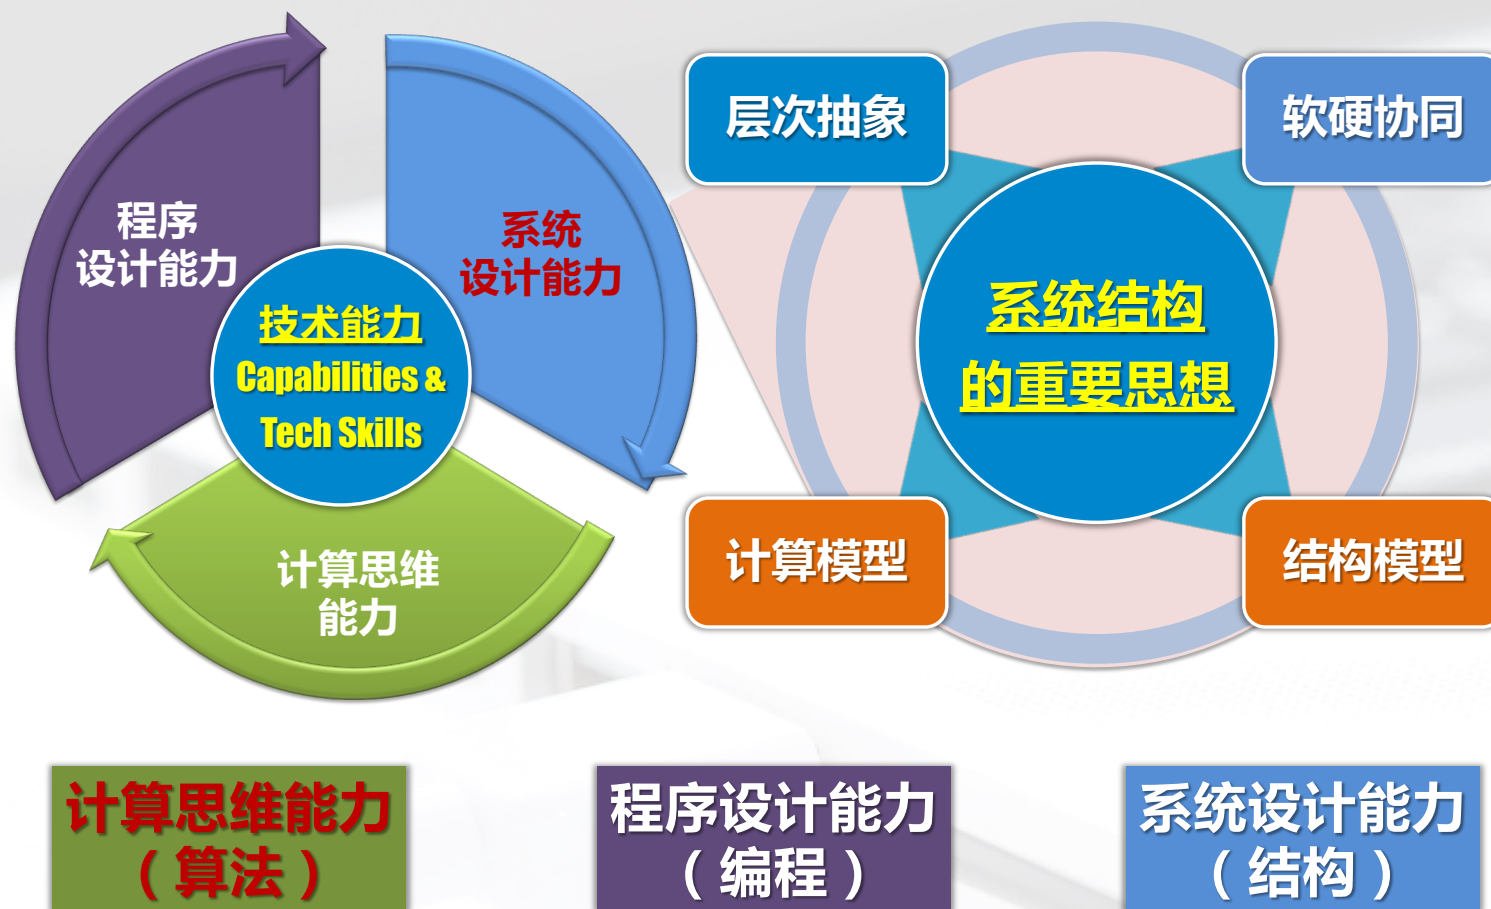 程序
设计能力
系统
设计能力
技术能力
Capabilities &
Tech Skills
计算思维
能力
层次抽象
软硬协同
系统结构
的重要思想
计算模型
结构模型
计算思维能力
（算法）
程序设计能力
（编程）
系统设计能力
（结构）